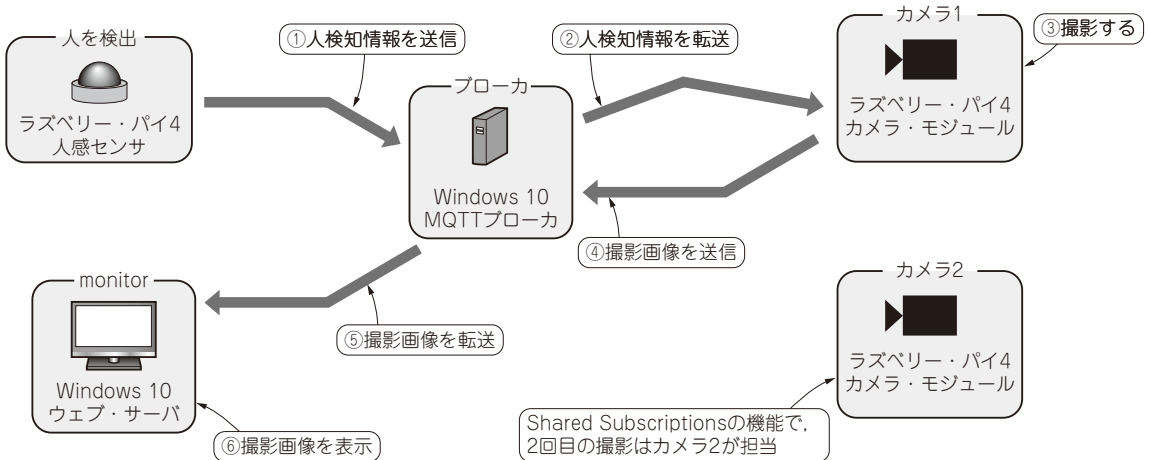 人を検出
ラズベリー・パイ4
人感センサ
①人検知情報を送信
ブローカ
Windows 10
MQTTブローカ
②人検知情報を転送
カメラ1
ラズベリー・パイ4
カメラ・モジュール
③撮影する
④撮影画像を送信
monitor
Windows 10
ウェブ・サーバ
⑤撮影画像を転送
⑥撮影画像を表示
カメラ2
ラズベリー・パイ4
カメラ・モジュール
Shared Subscriptionsの機能で，
2回目の撮影はカメラ2が担当